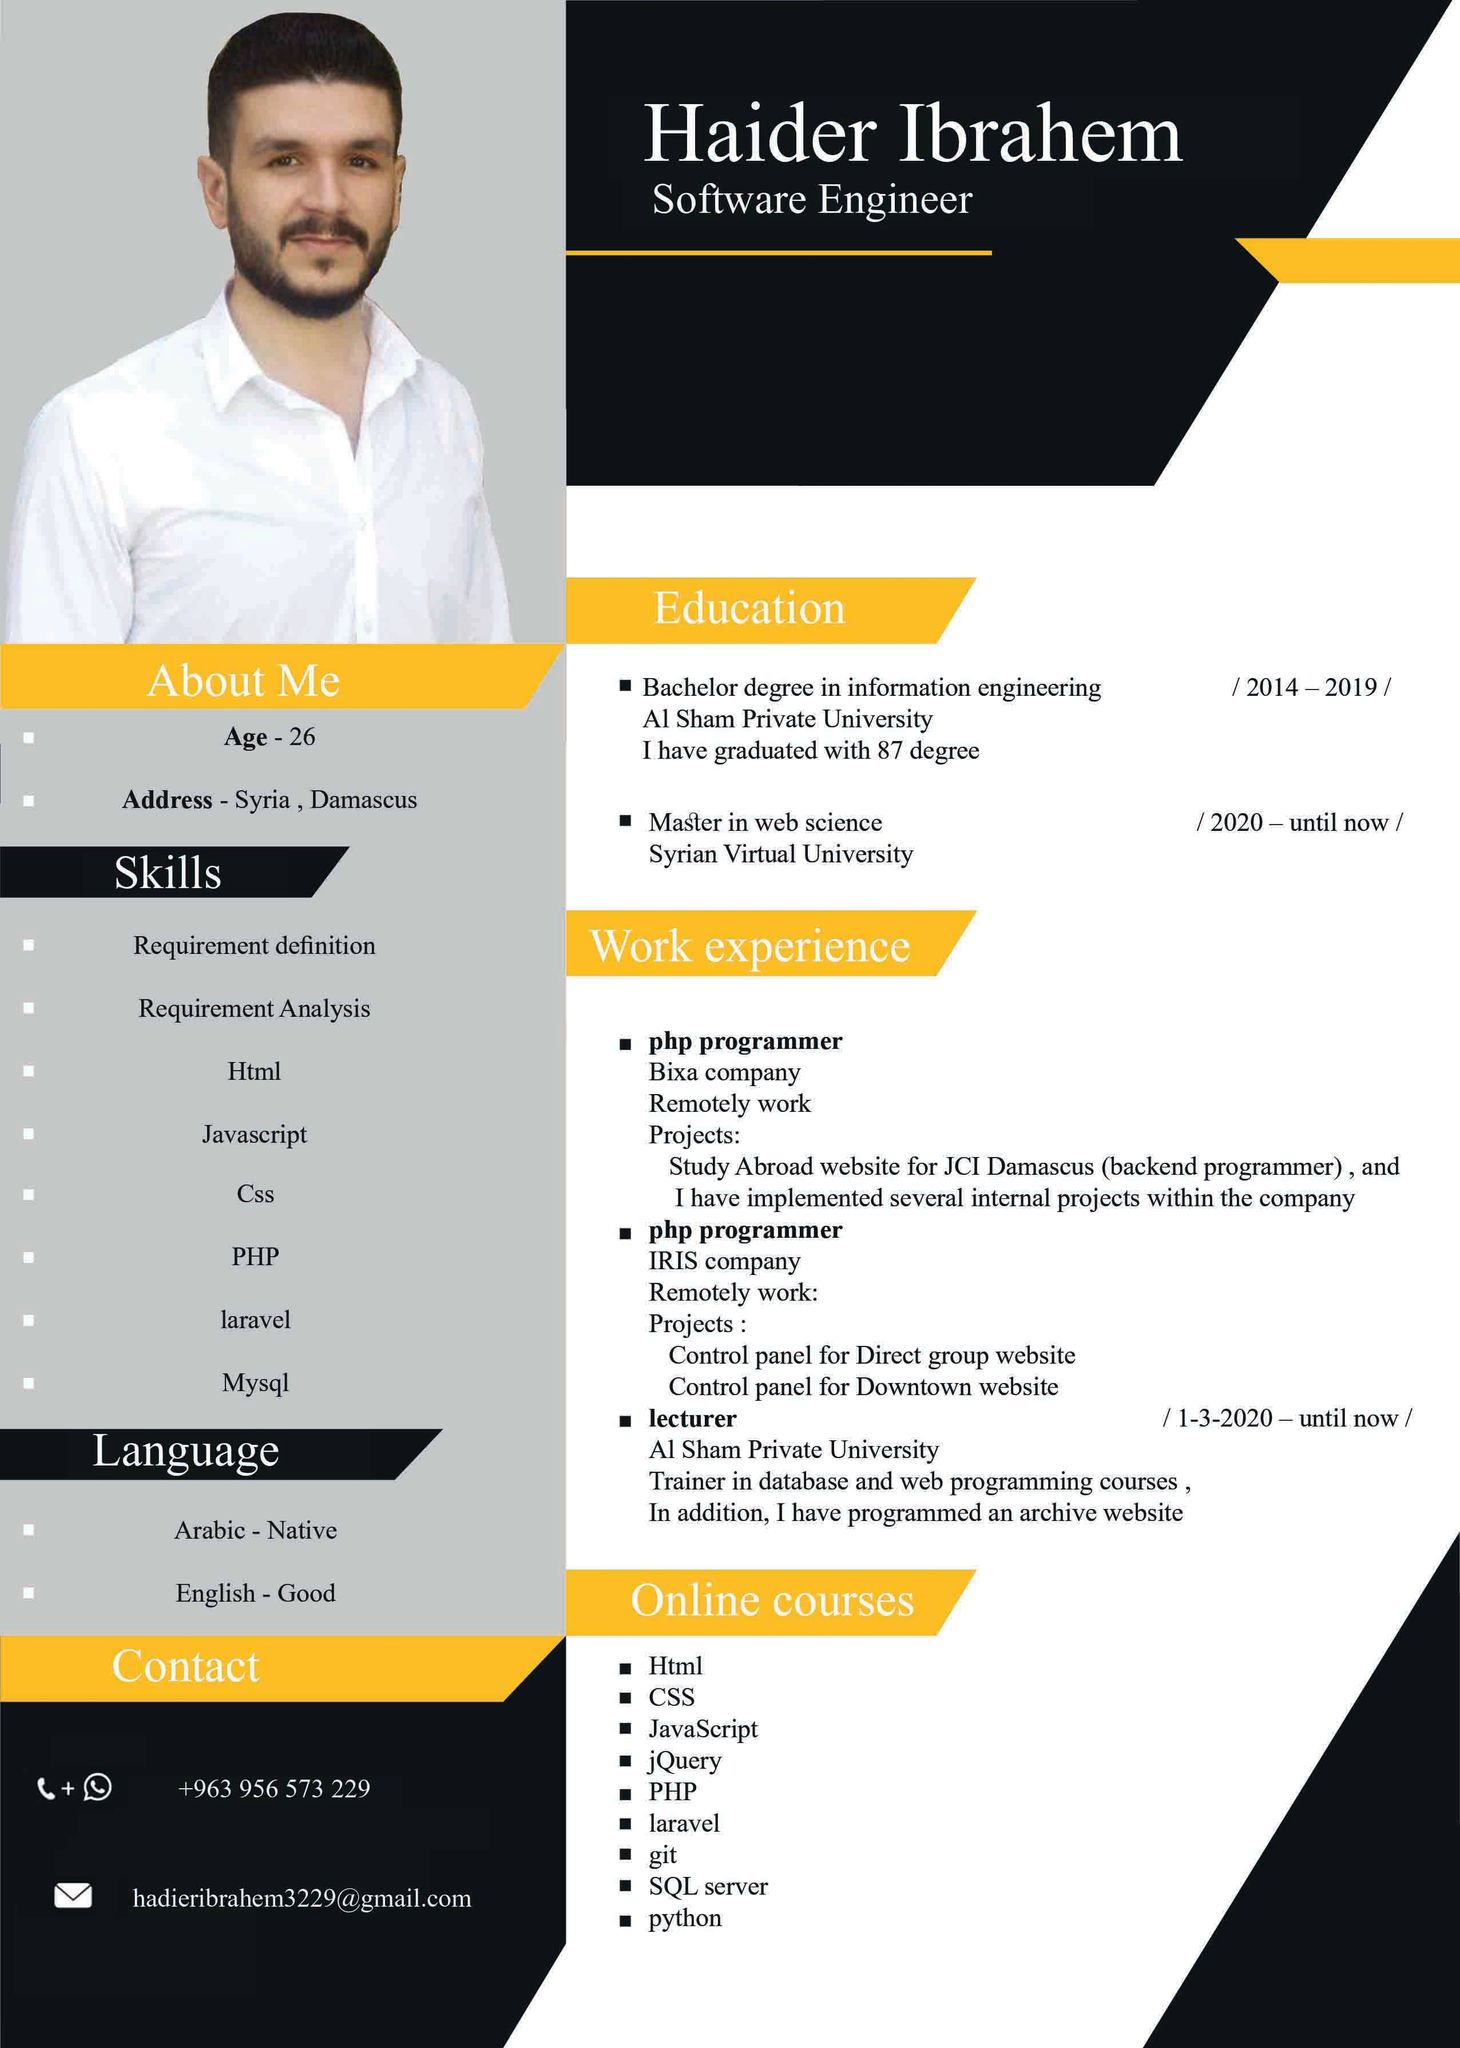 Haider Ibrahem
Software Engineer
About Me
Age - 26
Address - Syria , Damascus
Skills
Requirement definition
Requirement Analysis
Html
Javascript
Css
PHP
laravel
Mysql
Language
Arabic - Native
English - Good
Contact
+963 956 573 229
hadieribrahem3229@gmail.com
Education
Bachelor degree in information engineering / 2014 – 2019 /
Al Sham Private University
I have graduated with 87 degree
Master in web science / 2020 – until now /
Syrian Virtual University
Work experience
php programmer
Bixa company
Remotely work
Projects:
Study Abroad website for JCI Damascus (backend programmer) , and
I have implemented several internal projects within the company
php programmer
IRIS company
Remotely work:
Projects :
Control panel for Direct group website
Control panel for Downtown website
lecturer / 1-3-2020 – until now /
Al Sham Private University
Trainer in database and web programming courses ,
In addition, I have programmed an archive website
Online courses
Html
CSS
JavaScript
jQuery
PHP
laravel
git
SQL server
python